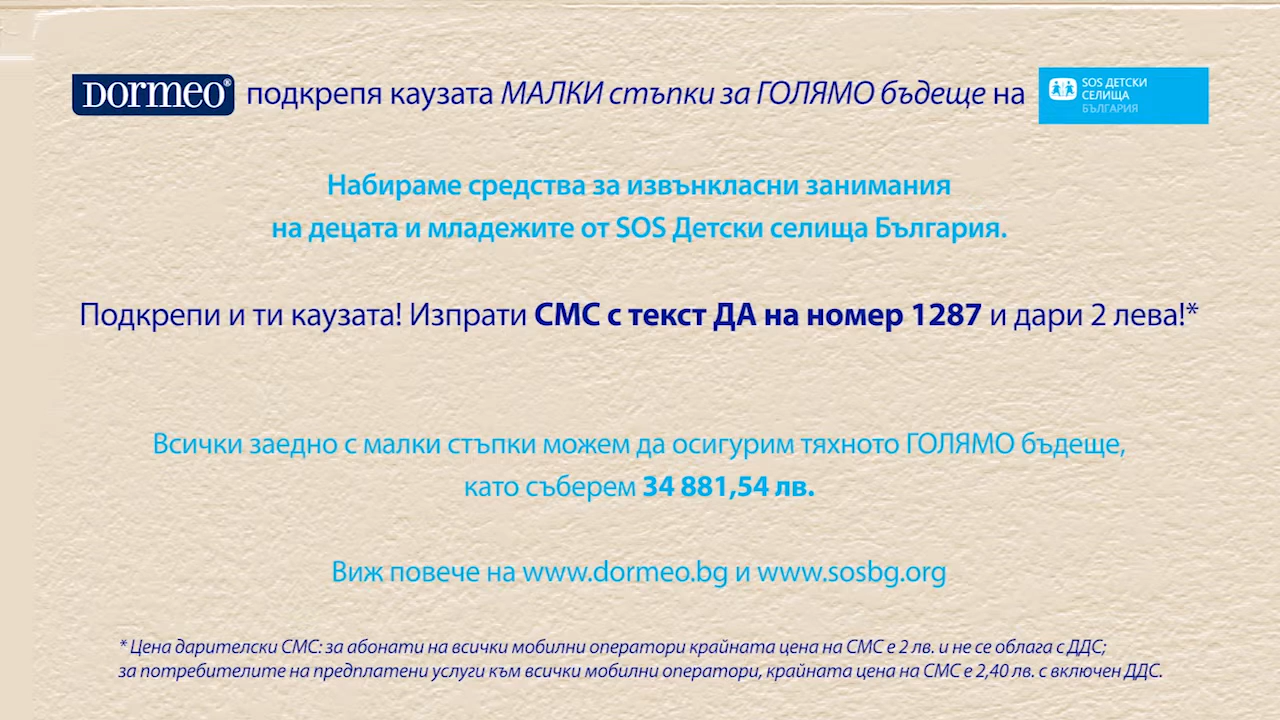 DORMEO® подкрепя каузата МАЛКИ стъпки за ГОЛЯМО бъдеще на
SOS ДЕТСКИ
СЕЛИЩА
БЪЛГАРИЯ
Набираме средства за извънкласни занимания
на децата и младежите от SOS Детски селища България.
Подкрепи и ти каузата! Изпрати СМС с текст ДА на номер 1287 и дари 2 лева!*
Всички заедно с малки стъпки можем да осигурим тяхното ГОЛЯМО бъдеще,
като съберем 34 881,54 лв.
Виж повече на www.dormeo.bg и www.sosbg.org
* Цена дарителски СМС: за абонати на всички мобилни оператори крайната цена на СМС е 2 лв. и не се облага с ДДС;
за потребителите на предплатени услуги към всички мобилни оператори, крайната цена на СМС е 2,40 лв. с включен ДДС.